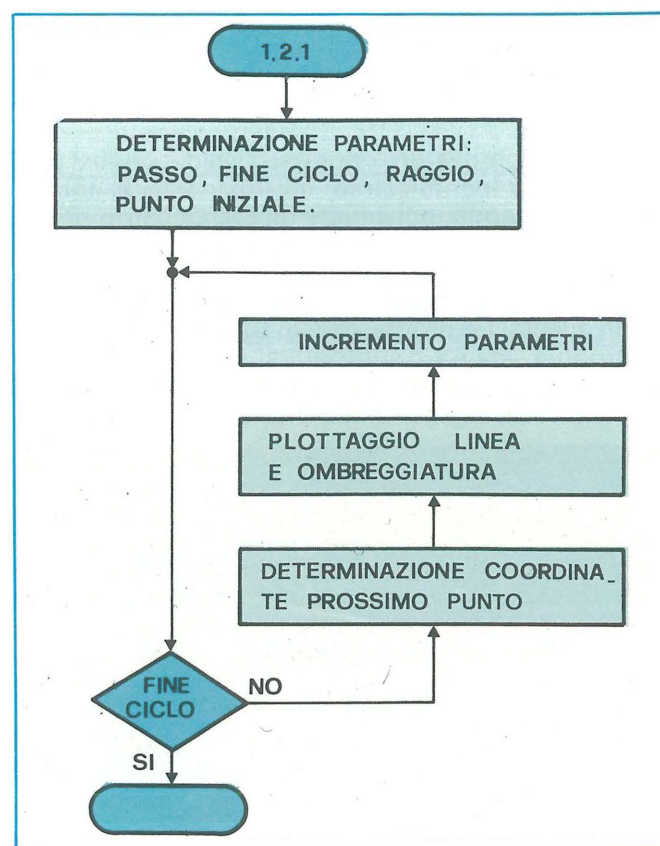 1.2.1
DETERMINAZIONE PARAMETRI:
PASSO, FINE CICLO, RAGGIO,
PUNTO INIZIALE.
INCREMENTO PARAMETRI
PLOTTAGGIO LINEA
E OMBREGGIATURA
DETERMINAZIONE COORDINA_
TE PROSSIMO PUNTO
FINE
CICLO
NO
SI